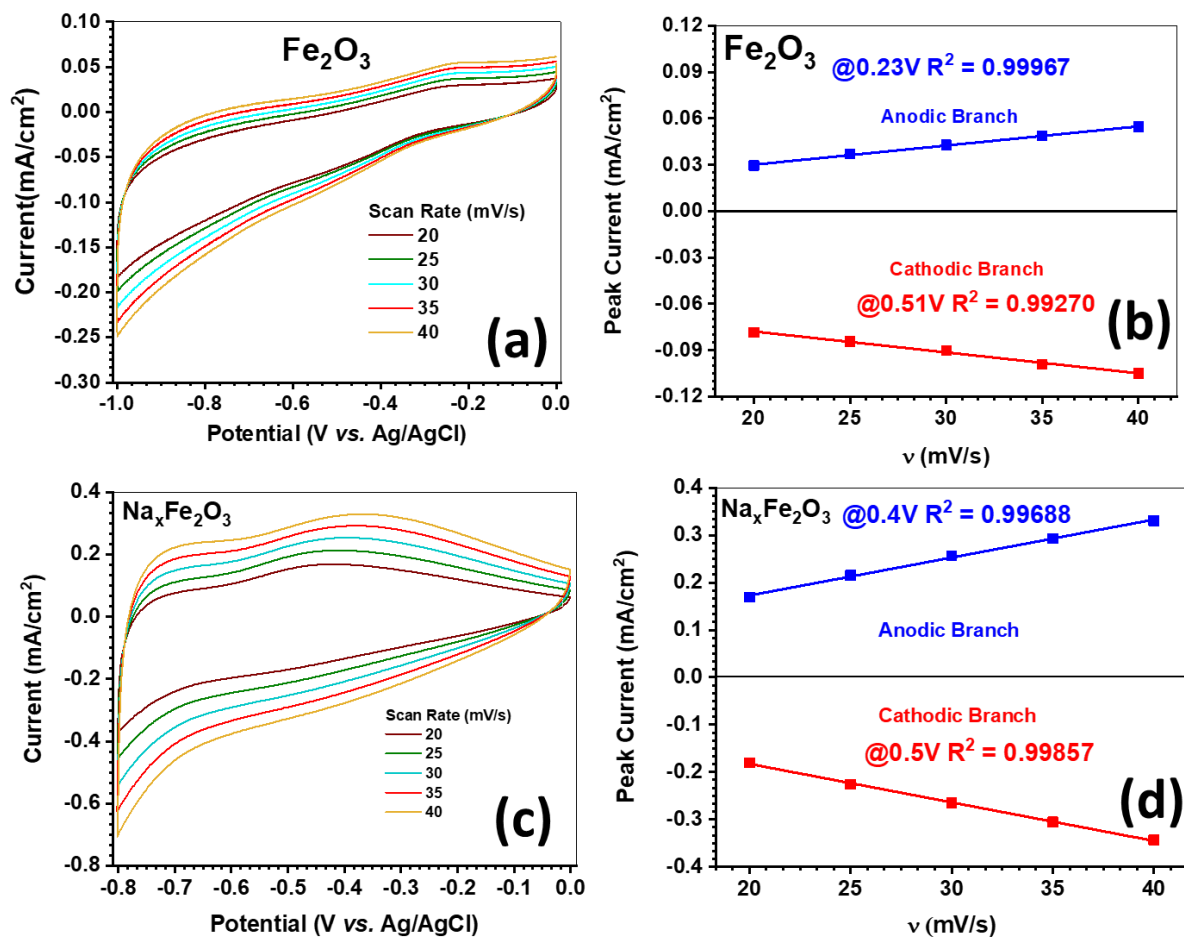 (a)
Fe2O3
0.10
0.05
0.00
-0.05
-0.10
-0.15
-0.20
-0.25
-0.30
Current(mA/cm2)
Scan Rate (mV/s)
20
25
30
35
40
-1.0 -0.8 -0.6 -0.4 -0.2 0.0
Potential (V vs. Ag/AgCl)
Fe2O3
@0.23V R2 = 0.99967
Anodic Branch
Cathodic Branch
@0.51V R2 = 0.99270
(b)
0.12
0.09
0.06
0.03
0.00
-0.03
-0.06
-0.09
-0.12
Peak Current (mA/cm2)
20 25 30 35 40
ν (mV/s)
NaxFe2O3
0.4
0.2
0.0
-0.2
-0.4
-0.6
-0.8
Current (mA/cm2)
Scan Rate (mV/s)
20
25
30
35
40
(c)
-0.8 -0.7 -0.6 -0.5 -0.4 -0.3 -0.2 -0.1 0.0
Potential (V vs. Ag/AgCl)
NaxFe2O3
@0.4V R2 = 0.99688
Anodic Branch
Cathodic Branch
@0.5V R2 = 0.99857
(d)
0.4
0.3
0.2
0.1
0.0
-0.1
-0.2
-0.3
-0.4
Peak Current (mA/cm2)
20 25 30 35 40
ν (mV/s)